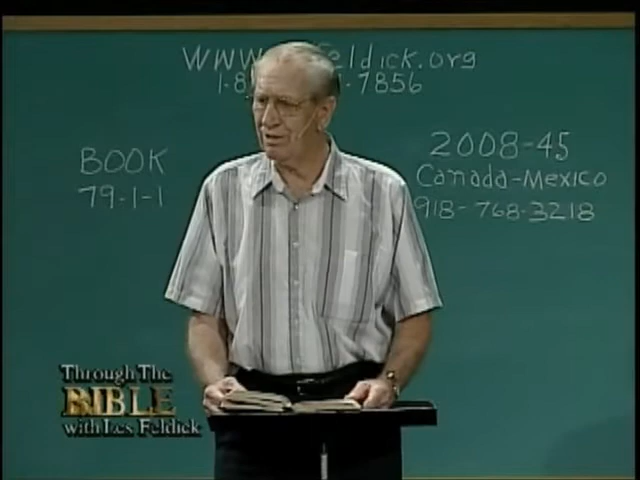 WWW feldick.org
1-8 -7856
BOOK
79-1-1
2008-45
Canada-Mexico
918-768-3218
Through The
BIBLE
with Les Feldick